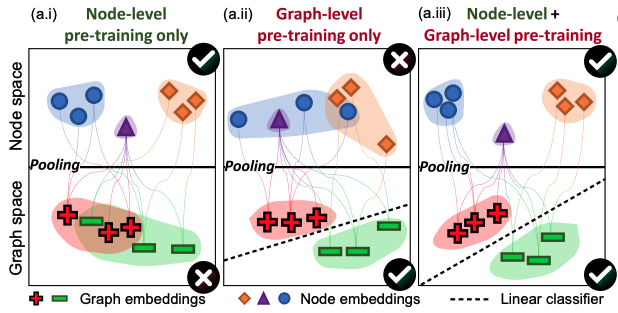 (a.i) Node-level
pre-training only
(a.ii) Graph-level
pre-training only
(a.iii) Node-level +
Graph-level pre-training
Node space
Graph space
Pooling
Pooling
Pooling
Graph embeddings
Node embeddings
Linear classifier